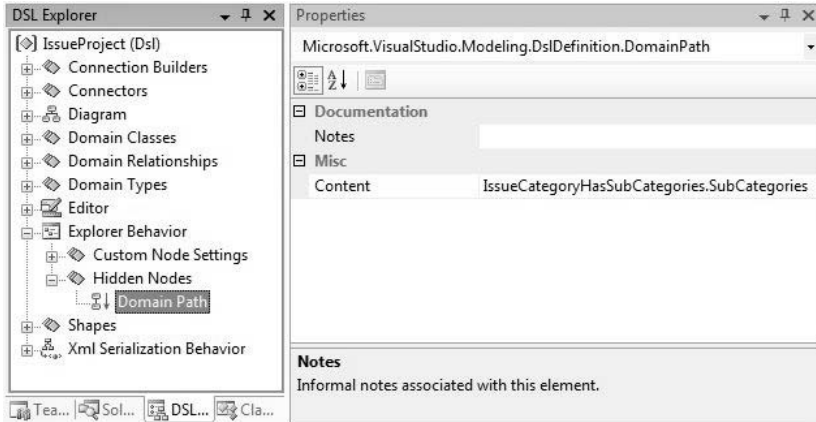 DSL Explorer
IssueProject (Dsl)
Connection Builders
Connectors
Diagram
Domain Classes
Domain Relationships
Domain Types
Editor
Explorer Behavior
Custom Node Settings
Hidden Nodes
Domain Path
Shapes
Xml Serialization Behavior
Tea... Sol... DSL... Cla...
Properties
Microsoft.VisualStudio.Modeling.DslDefinition.DomainPath
Documentation
Notes
Misc
Content IssueCategoryHasSubCategories.SubCategories
Notes
Informal notes associated with this element.